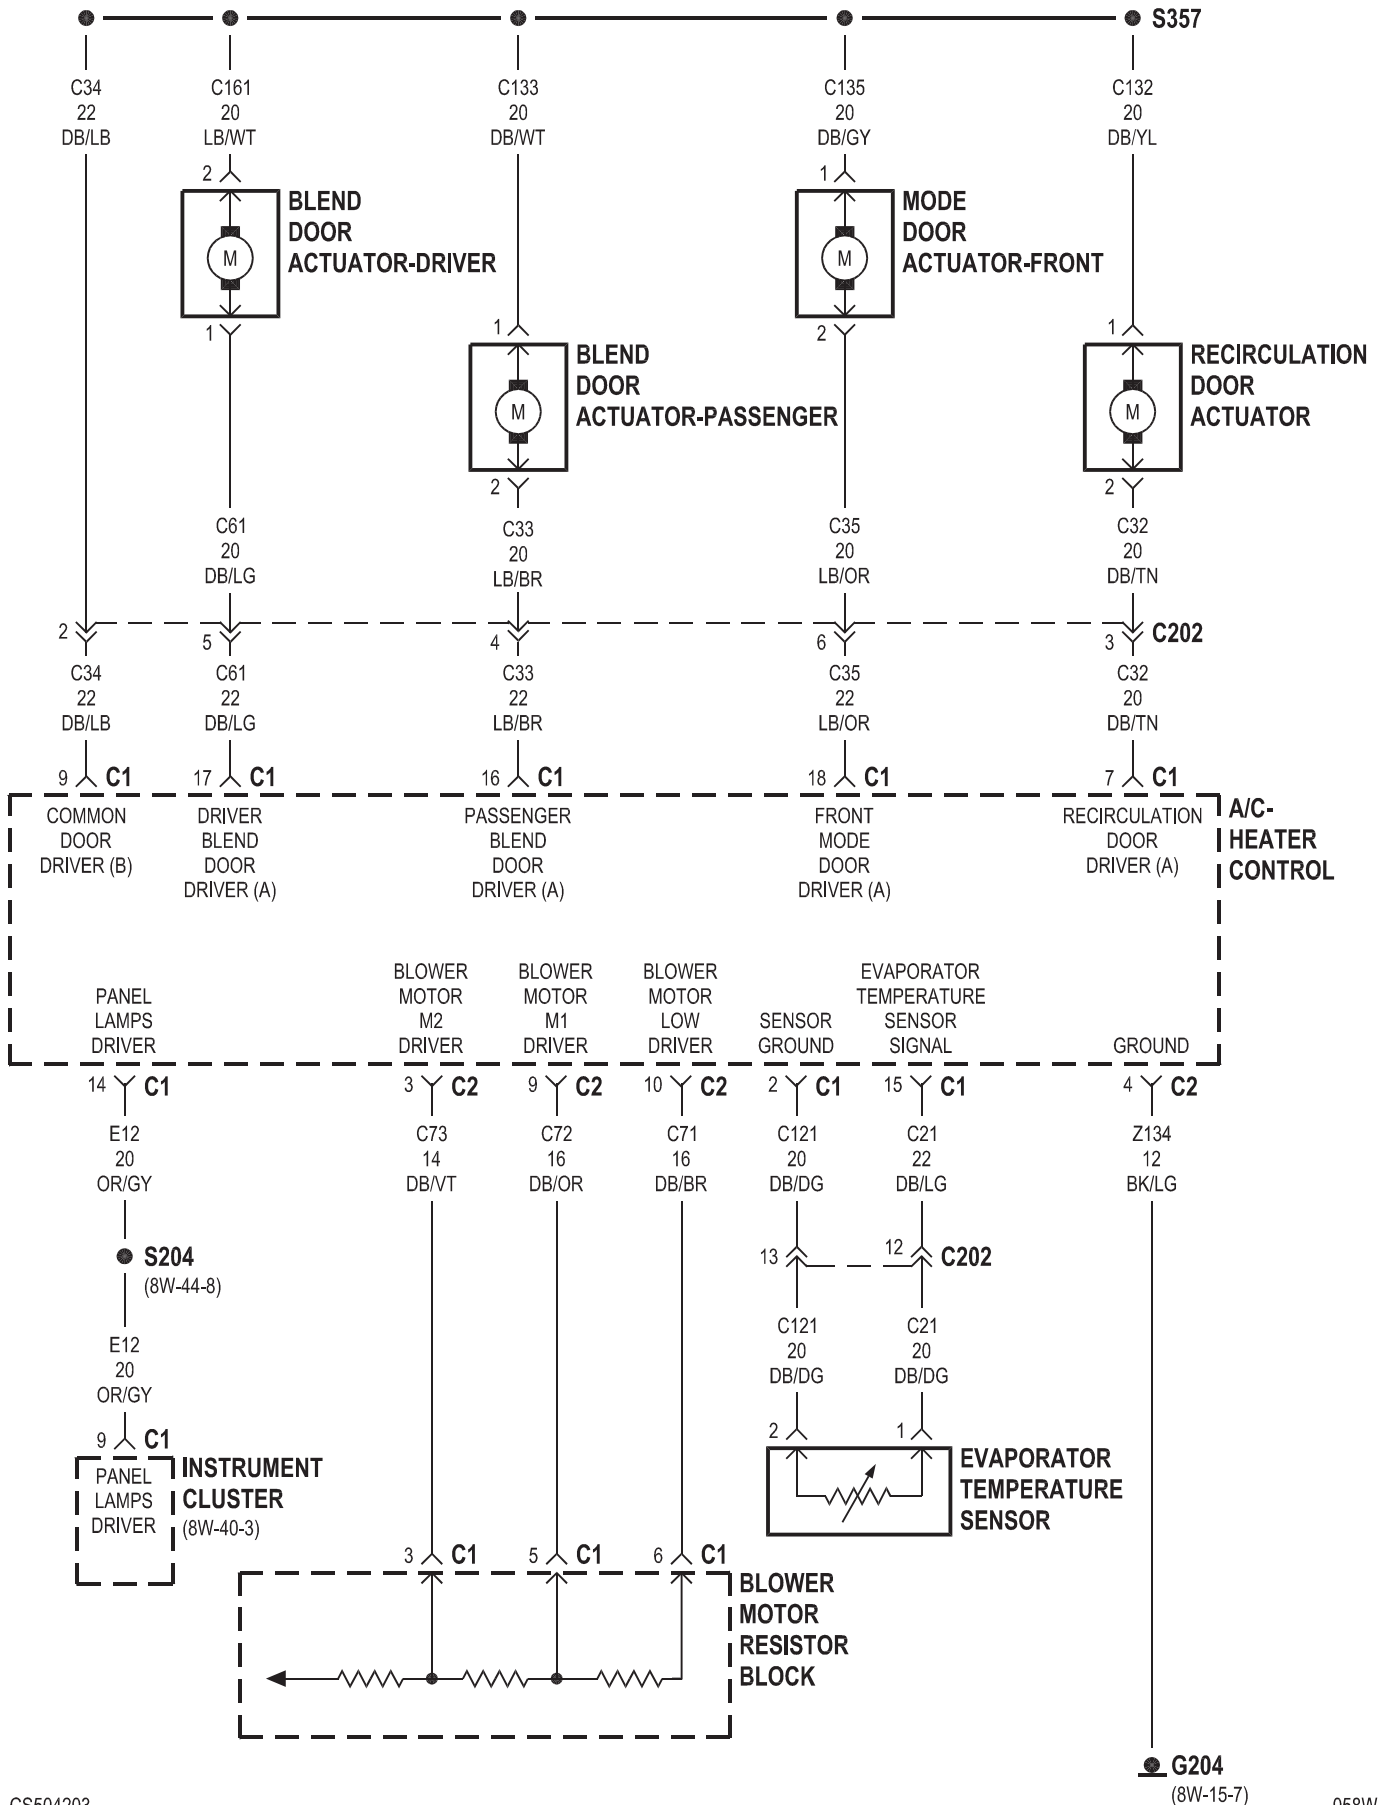 S357
C34
22
DB/LB
C161
20
LB/WT
C133
20
DB/WT
C135
20
DB/GY
C132
20
DB/YL
2
BLEND
DOOR
ACTUATOR-DRIVER
M
1
1
MODE
DOOR
ACTUATOR-FRONT
M
2
1
BLEND
DOOR
ACTUATOR-PASSENGER
M
2
1
RECIRCULATION
DOOR
ACTUATOR
M
2
C61
20
DB/LG
C33
20
LB/BR
C35
20
LB/OR
C32
20
DB/TN
2
5
4
6
3
C202
C34
22
DB/LB
C61
22
DB/LG
C33
22
LB/BR
C35
22
LB/OR
C32
20
DB/TN
9 C1
17 C1
16 C1
18 C1
7 C1
COMMON
DOOR
DRIVER (B)
DRIVER
BLEND
DOOR
DRIVER (A)
PASSENGER
BLEND
DOOR
DRIVER (A)
FRONT
MODE
DOOR
DRIVER (A)
RECIRCULATION
DOOR
DRIVER (A)
A/C-
HEATER
CONTROL
PANEL
LAMPS
DRIVER
BLOWER
MOTOR
M2
DRIVER
BLOWER
MOTOR
M1
DRIVER
BLOWER
MOTOR
LOW
DRIVER
SENSOR
GROUND
EVAPORATOR
TEMPERATURE
SENSOR
SIGNAL
GROUND
14 C1
3 C2
9 C2
10 C2
2 C1
15 C1
4 C2
E12
20
OR/GY
C73
14
DB/VT
C72
16
DB/OR
C71
16
DB/BR
C121
20
DB/DG
C21
22
DB/LG
Z134
12
BK/LG
S204
(8W-44-8)
13
12
C202
E12
20
OR/GY
C121
20
DB/DG
C21
20
DB/DG
9 C1
PANEL
LAMPS
DRIVER
INSTRUMENT
CLUSTER
(8W-40-3)
2
1
EVAPORATOR
TEMPERATURE
SENSOR
3 C1
5 C1
6 C1
BLOWER
MOTOR
RESISTOR
BLOCK
G204
(8W-15-7)